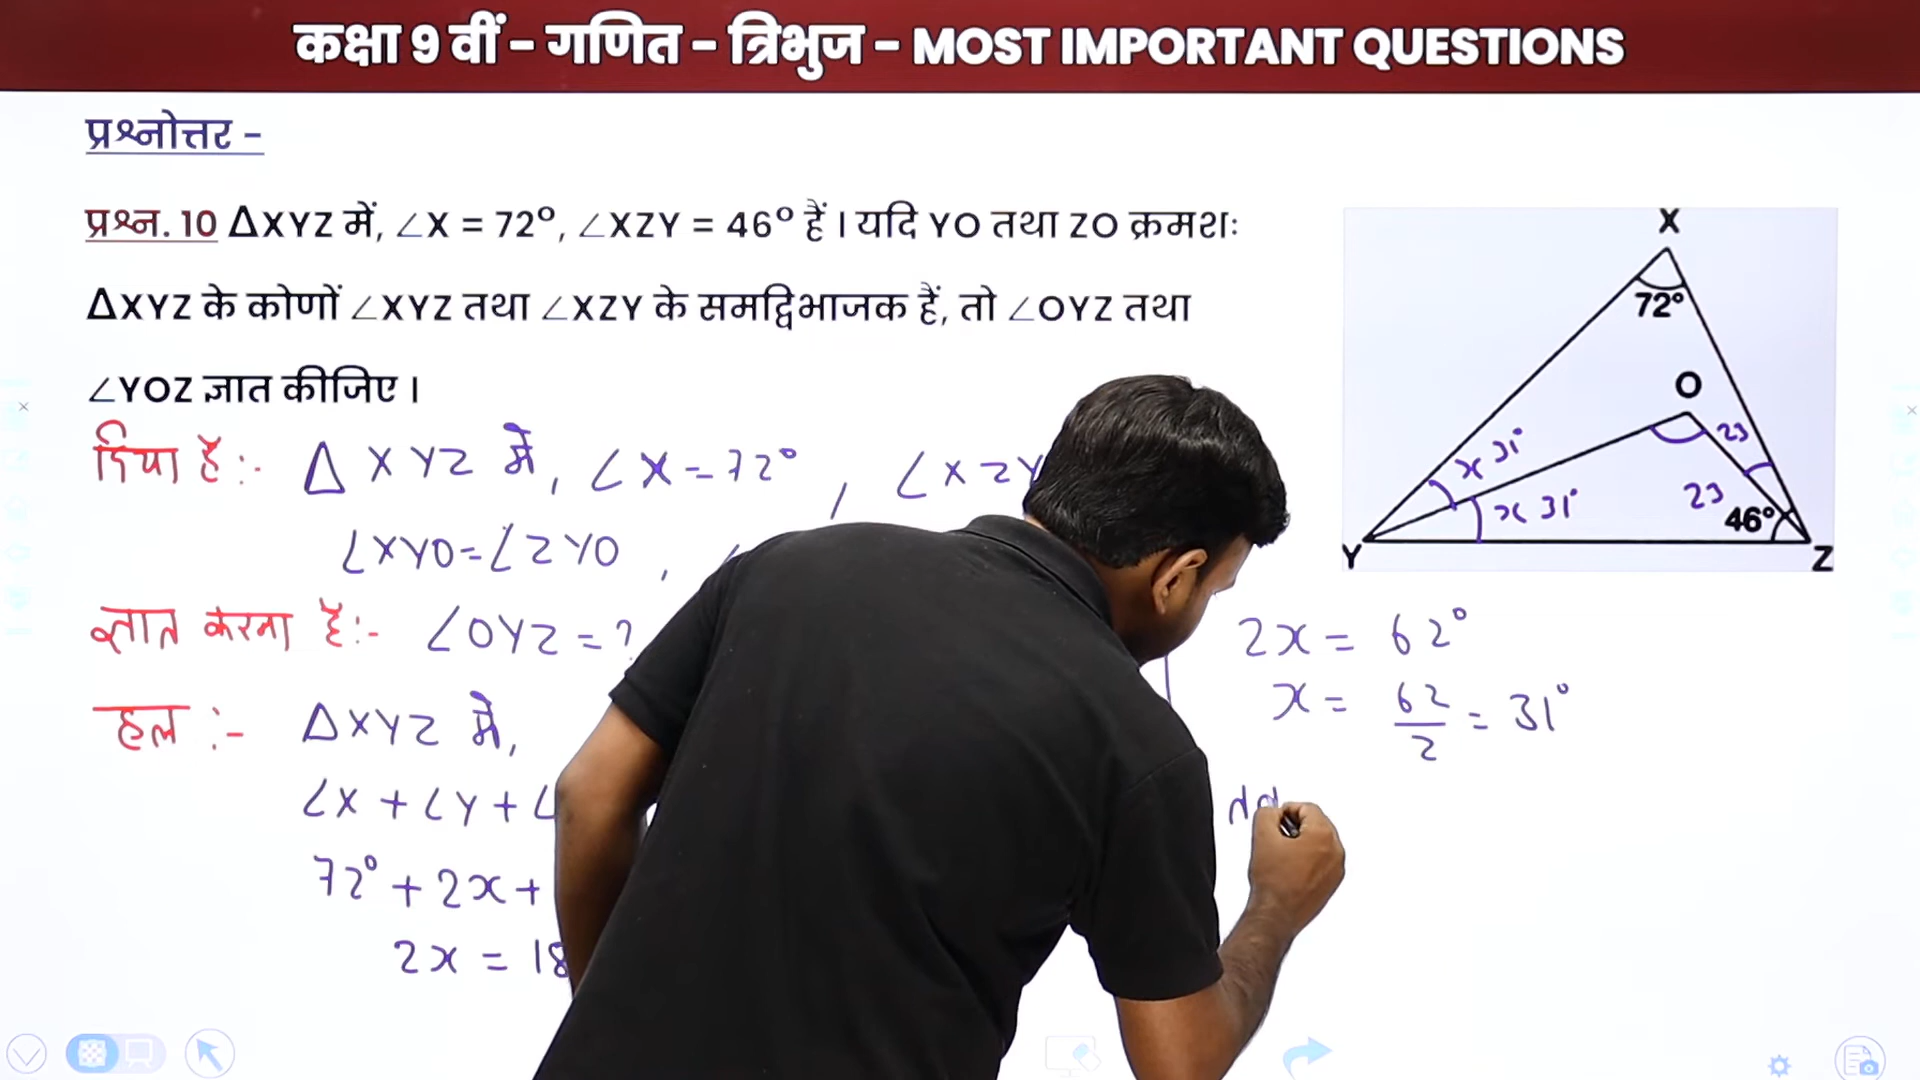 कक्षा 9 वीं – गणित – त्रिभुज – MOST IMPORTANT QUESTIONS
प्रश्नोत्तर –
प्रश्न. 10 ΔXYZ में, ∠X = 72°, ∠XZY = 46° हैं । यदि YO तथा ZO क्रमशः
ΔXYZ के कोणों ∠XYZ तथा ∠XZY के समद्विभाजक हैं, तो ∠OYZ तथा
∠YOZ ज्ञात कीजिए ।
X
72°
O
23
x 31°
x 31°
23
46°
Y
Z
दिया है :- Δ XYZ में, ∠X = 72°, ∠XZY
∠XYO = ∠ZYO ,
ज्ञात करना है :- ∠OYZ = ?
हल :- ΔXYZ में,
∠X + ∠Y + ∠
72° + 2x +
2x = 18
2x = 62°
x = 62/2 = 31°